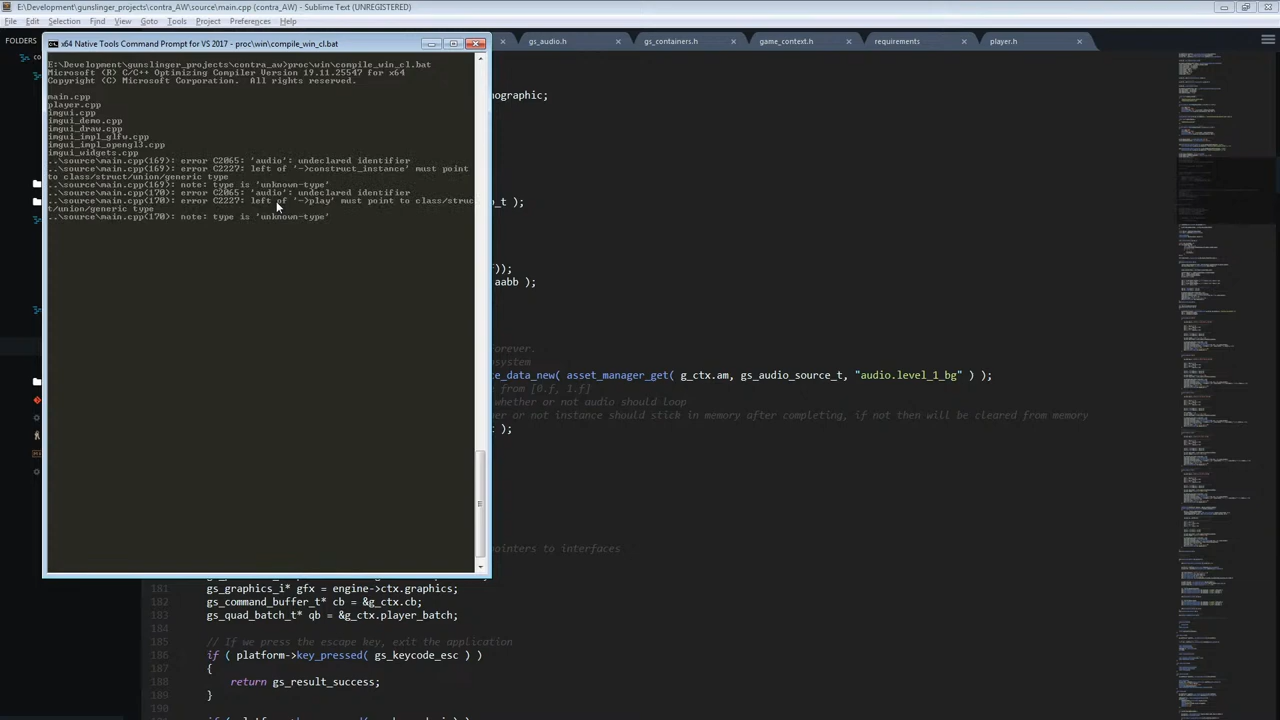 E:\Development\gunslinger_projects\contra_AW\source\main.cpp (contra_AW) - Sublime Text (UNREGISTERED)
File Edit Selection Find View Goto Tools Project Preferences Help
FOLDERS
x64 Native Tools Command Prompt for VS 2017 - proc\win\compile_win_cl.bat
gs_audio.h gs_containers.h game_context.h requirements player.h
E:\Development\gunslinger_projects\contra_aw>proc\win\compile_win_cl.bat
Microsoft (R) C/C++ Optimizing Compiler Version 19.11.25547 for x64
Copyright (C) Microsoft Corporation. All rights reserved.
main.cpp
player.cpp
imgui.cpp
imgui_demo.cpp
imgui_draw.cpp
imgui_impl_glfw.cpp
imgui_impl_opengl3.cpp
imgui_widgets.cpp
..\source\main.cpp(169): error C2065: 'audio': undeclared identifier
..\source\main.cpp(169): error C2227: left of '->construct_instance' must point
to class/struct/union/generic type
..\source\main.cpp(169): note: type is 'unknown-type'
..\source\main.cpp(170): error C2065: 'audio': undeclared identifier
..\source\main.cpp(170): error C2227: left of '->play' must point to class/struc
t/union/generic type
..\source\main.cpp(170): note: type is 'unknown-type'
ographic;
_t );
));
aabb );
orever.
osystem
ce_data_new( asset_manager_get( g_ctx.am, gs_audio_source_t, "audio.level_1_bg" ) );
from [0.f, 1.f]
whether or not audio should loop
her or not instance should stick in memory after completing, if not then will be cleared from memory
c );
pointers to interfaces
181 gs_graphics_i* gfx = engine->ctx.graphics;
182 gs_command_buffer_t* cb = &g_ctx.cb;
183 gs_quad_batch_t* pb = &g_ctx.player_batch;
184
185 // If we press the escape key, exit the application
186 if ( platform->key_pressed( gs_keycode_esc ) )
187 {
188 return gs_result_success;
189 }
190